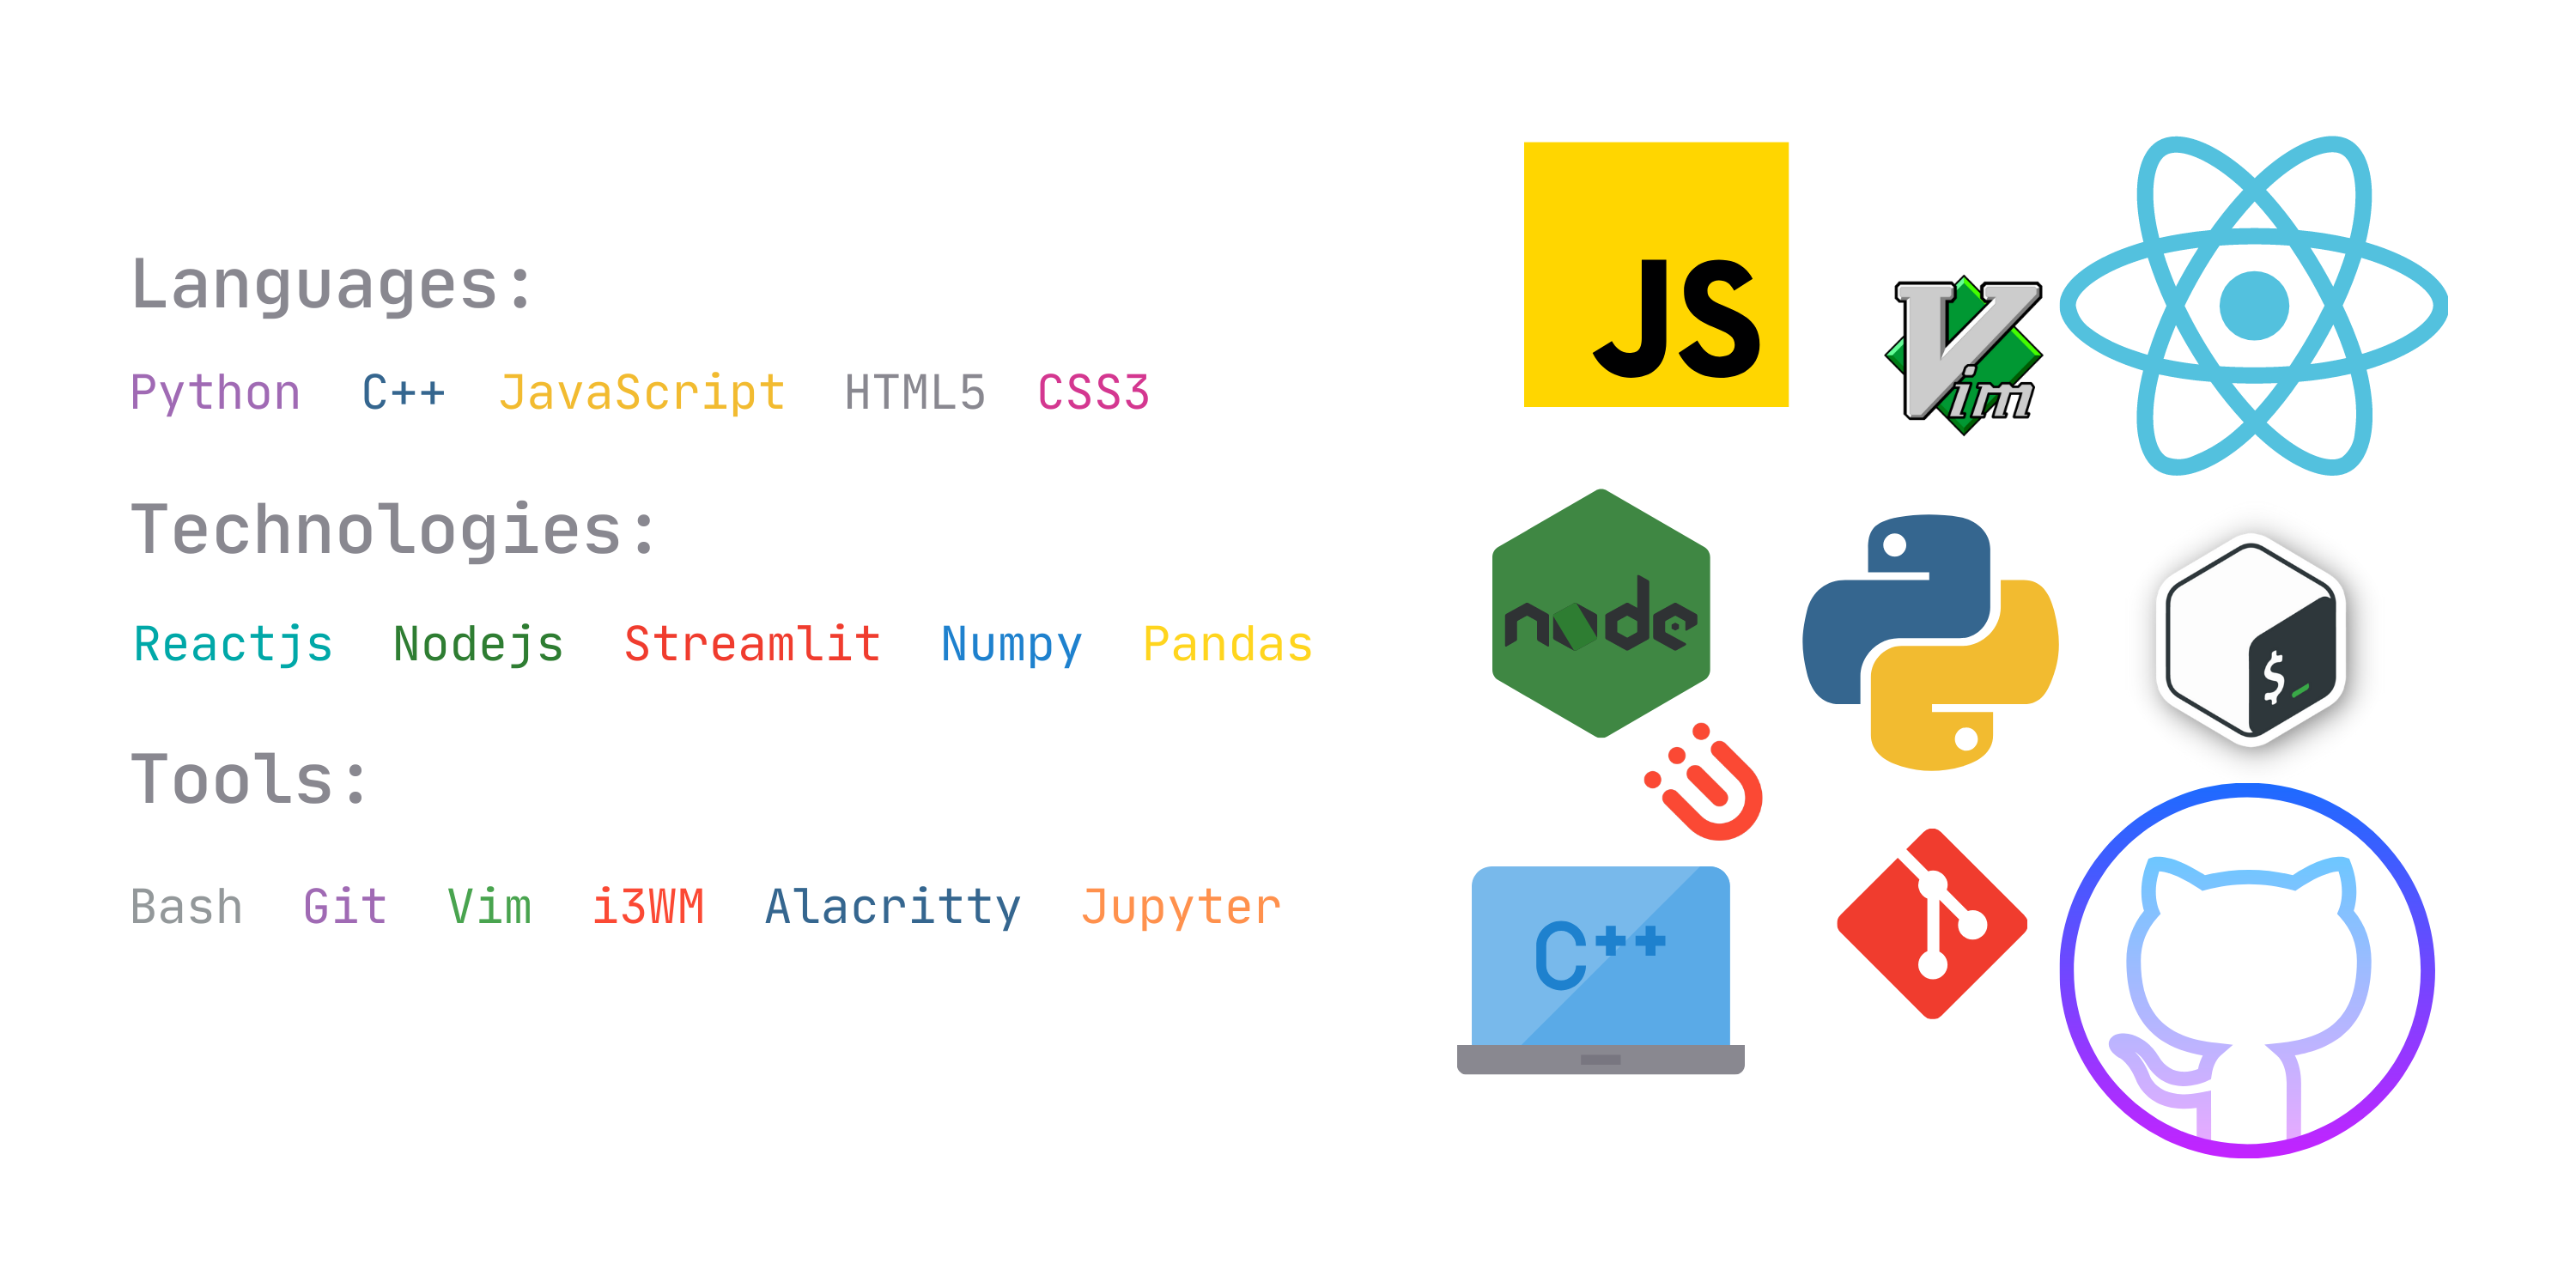 Languages:
Python C++ JavaScript HTML5 CSS3
Technologies:
Reactjs Nodejs Streamlit Numpy Pandas
Tools:
Bash Git Vim i3WM Alacritty Jupyter
JS
Vim
node
$_
C++